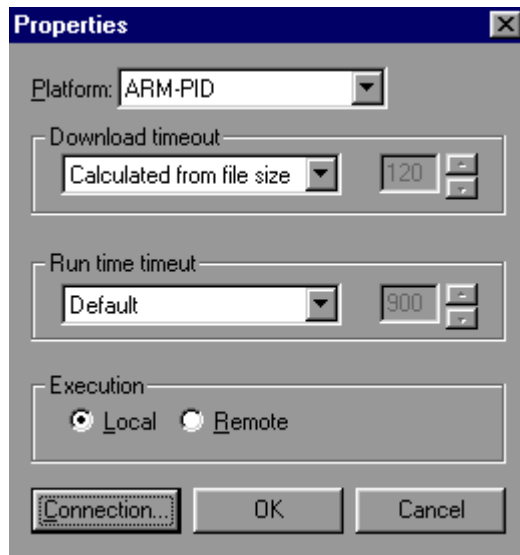 Properties
Platform: ARM-PID
Download timeout
Calculated from file size 120
Run time timeut
Default 900
Execution
Local Remote
Connection... OK Cancel